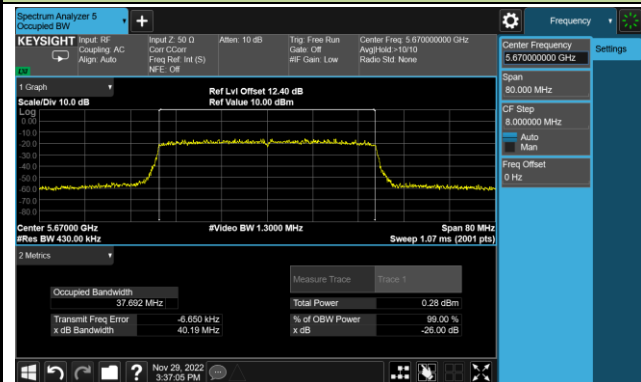 Spectrum Analyzer 5
Occupied BW
Frequency
KEYSIGHT
Input: RF
Coupling: AC
Align: Auto
Input Z: 50 Ω
Corr CCorr
Freq Ref: Int (S)
NFE: Off
Atten: 10 dB
Trig: Free Run
Gate: Off
#IF Gain: Low
Center Freq: 5.670000000 GHz
Avg|Hold:>10/10
Radio Std: None
Center Frequency
5.670000000 GHz
Settings
Span
80.000 MHz
CF Step
8.000000 MHz
Auto
Man
Freq Offset
0 Hz
1 Graph
Scale/Div 10.0 dB
Ref Lvl Offset 12.40 dB
Ref Value 10.00 dBm
Log
0.00
-10.0
-20.0
-30.0
-40.0
-50.0
-60.0
-70.0
-80.0
Center 5.67000 GHz
#Video BW 1.3000 MHz
Span 80 MHz
#Res BW 430.00 kHz
Sweep 1.07 ms (2001 pts)
2 Metrics
Measure Trace
Trace 1
Occupied Bandwidth
37.692 MHz
Total Power
0.28 dBm
Transmit Freq Error
-6.650 kHz
% of OBW Power
99.00 %
x dB Bandwidth
40.19 MHz
x dB
-26.00 dB
Nov 29, 2022
3:37:05 PM